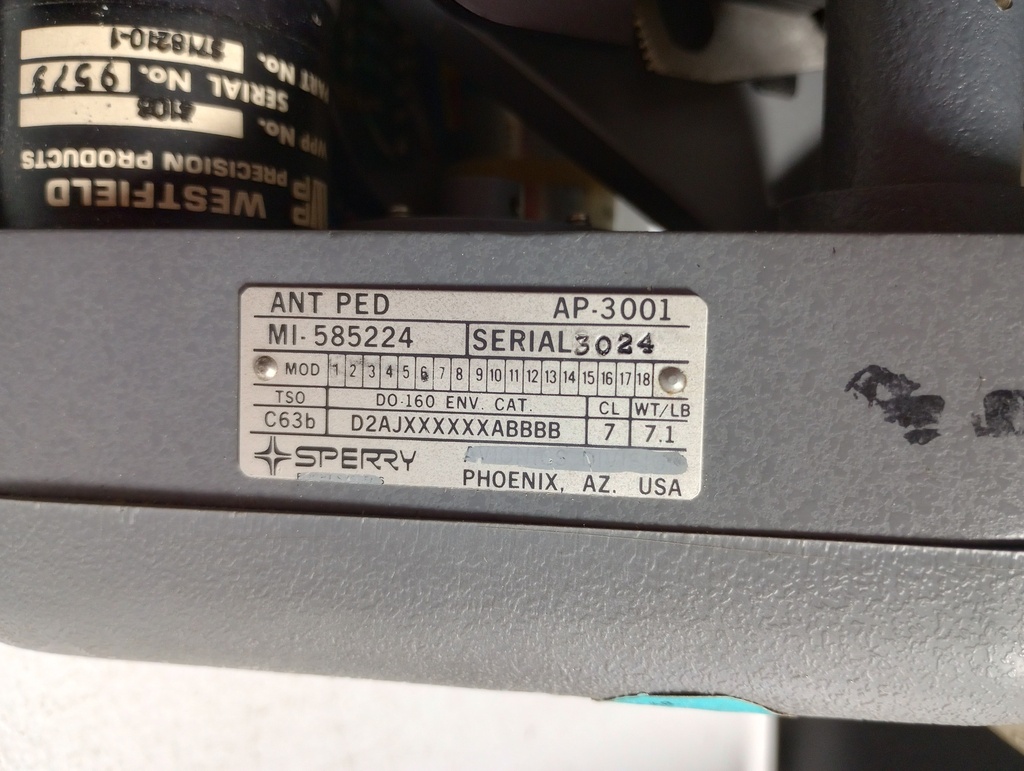 WESTFIELD
PRECISION PRODUCTS
WPP No.
SERIAL No. 9573
PART No. 3718210-1
ANT PED AP-3001
MI-585224 SERIAL 3024
MOD 1 2 3 4 5 6 7 8 9 10 11 12 13 14 15 16 17 18
TSO DO-160 ENV. CAT. CL WT/LB
C63b D2AJXXXXXXABBBB 7 7.1
SPERRY
PHOENIX, AZ. USA